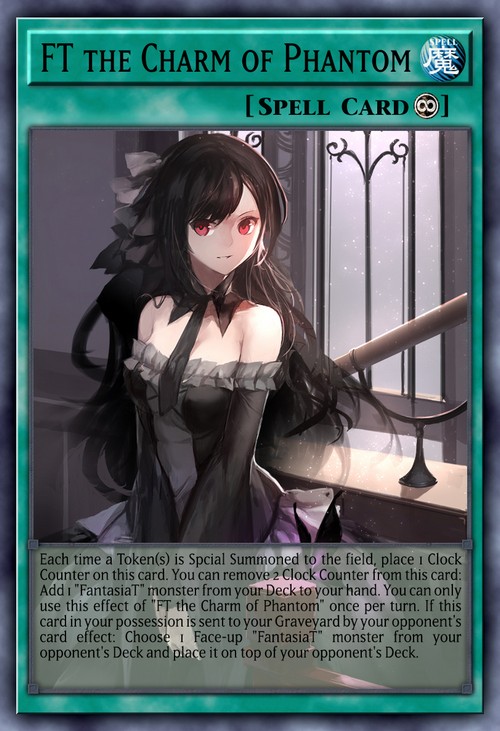 FT the Charm of Phantom
SPELL
魔
[Spell Card]
Each time a Token(s) is Spcial Summoned to the field, place 1 Clock
Counter on this card. You can remove 2 Clock Counter from this card:
Add 1 "FantasiaT" monster from your Deck to your hand. You can only
use this effect of "FT the Charm of Phantom" once per turn. If this
card in your possession is sent to your Graveyard by your opponent's
card effect: Choose 1 Face-up "FantasiaT" monster from your
opponent's Deck and place it on top of your opponent's Deck.